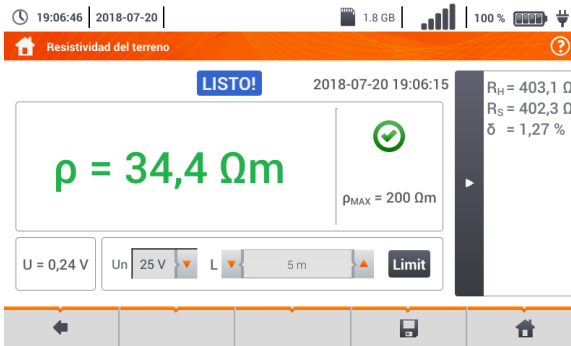 19:06:46 2018-07-20 1.8 GB 100 %
Resistividad del terreno
LISTO! 2018-07-20 19:06:15
ρ = 34,4 Ωm
ρMAX = 200 Ωm
RH = 403,1 Ω
RS = 402,3 Ω
δ = 1,27 %
U = 0,24 V Un 25 V L 5 m Limit